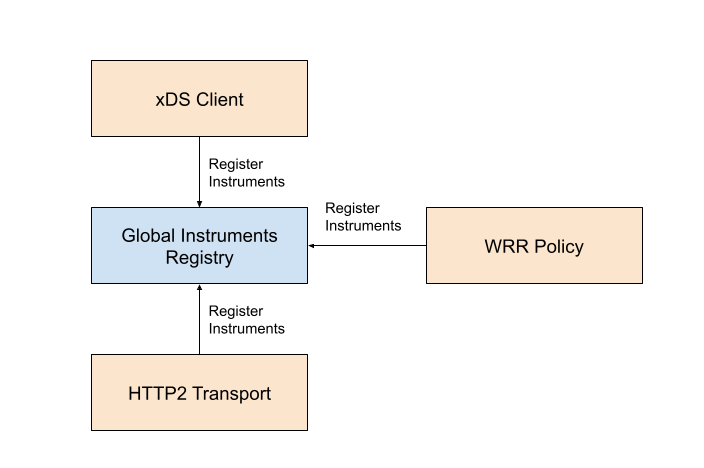 xDS Client
Register
Instruments
Register
Instruments
Global Instruments
Registry
WRR Policy
Register
Instruments
HTTP2 Transport